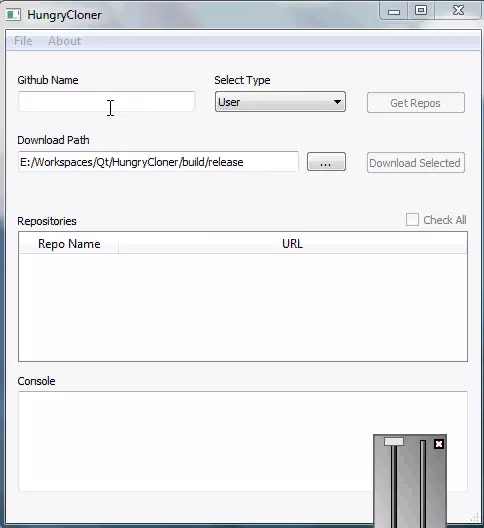 HungryCloner
File About
Github Name Select Type
User Get Repos
Download Path
E:/Workspaces/Qt/HungryCloner/build/release ... Download Selected
Repositories Check All
Repo Name URL
Console